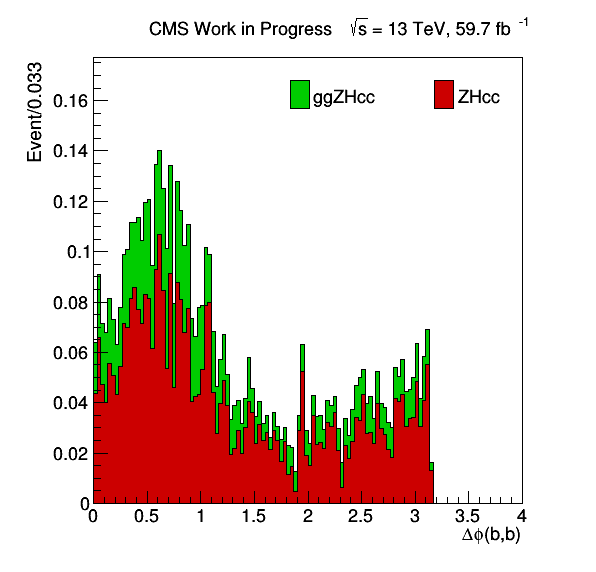 CMS Work in Progress √s = 13 TeV, 59.7 fb -1
Event/0.033
ggZHcc ZHcc
0.16
0.14
0.12
0.1
0.08
0.06
0.04
0.02
0
0 0.5 1 1.5 2 2.5 3 3.5 4
Δϕ(b,b)